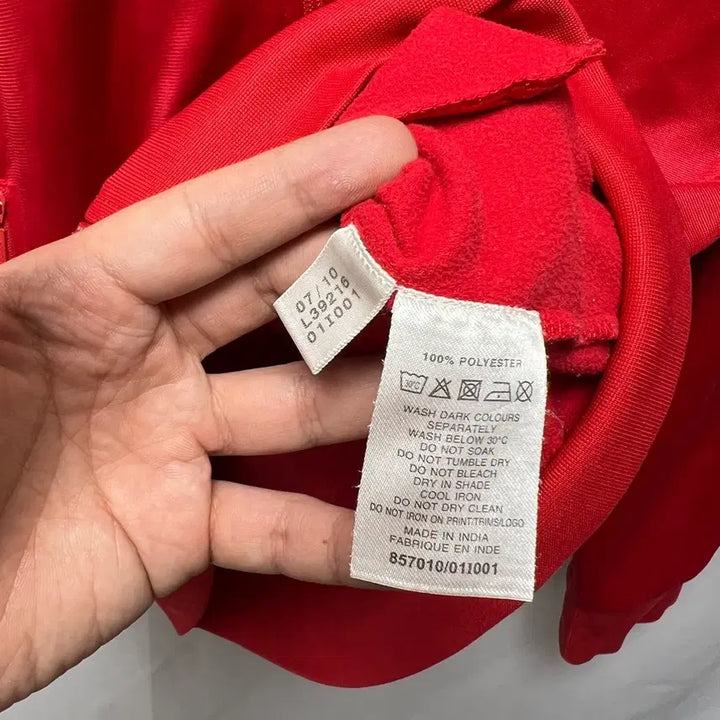 07/10
L39216
01I001
100% POLYESTER
30°C
WASH DARK COLOURS
SEPARATELY
WASH BELOW 30°C
DO NOT SOAK
DO NOT TUMBLE DRY
DO NOT BLEACH
DRY IN SHADE
COOL IRON
DO NOT DRY CLEAN
DO NOT IRON ON PRINT/TRIMS/LOGO
MADE IN INDIA
FABRIQUE EN INDE
857010/01I001